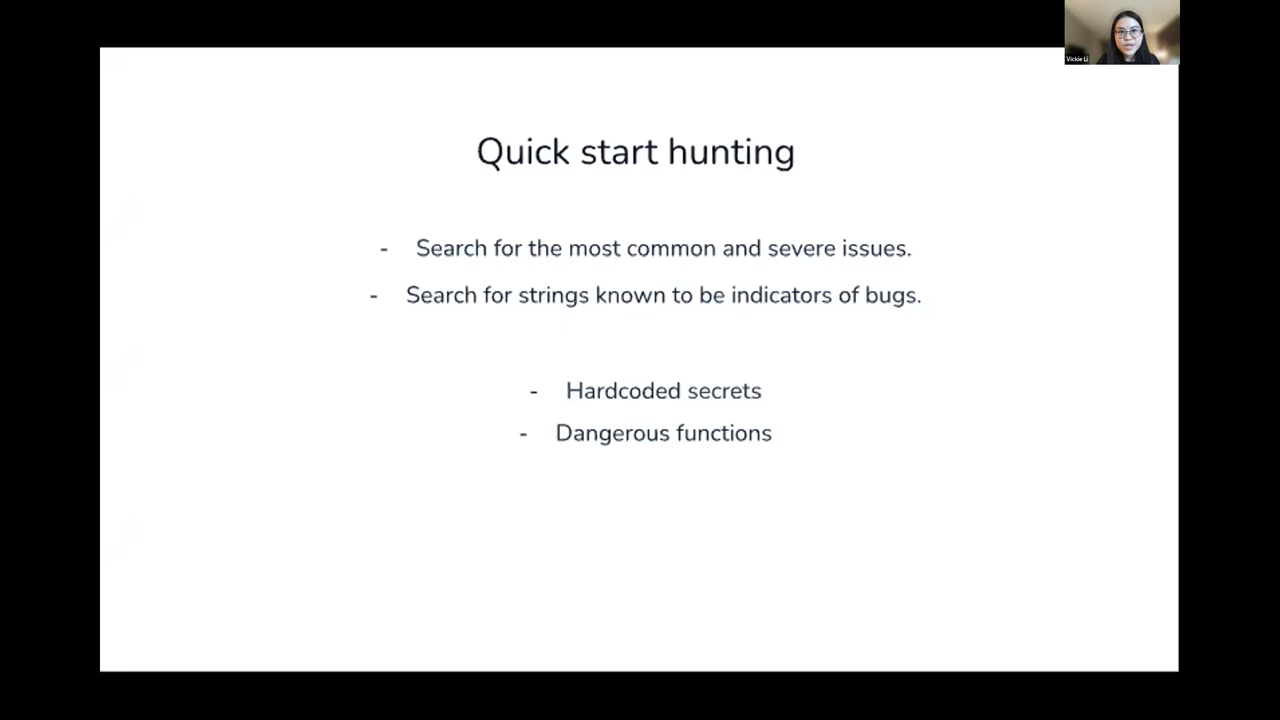 Vickie Li
Quick start hunting
- Search for the most common and severe issues.
- Search for strings known to be indicators of bugs.
- Hardcoded secrets
- Dangerous functions